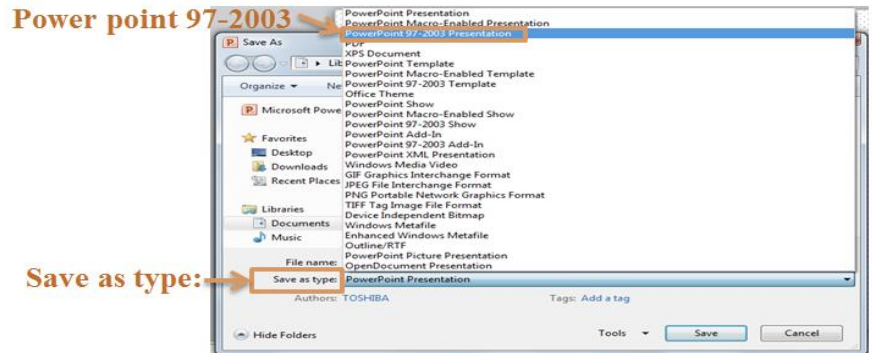 Power point 97-2003
PowerPoint Presentation
PowerPoint Macro-Enabled Presentation
PowerPoint 97-2003 Presentation
PDF
XPS Document
PowerPoint Template
PowerPoint Macro-Enabled Template
PowerPoint 97-2003 Template
Office Theme
PowerPoint Show
PowerPoint Macro-Enabled Show
PowerPoint 97-2003 Show
PowerPoint Add-In
PowerPoint 97-2003 Add-In
PowerPoint XML Presentation
Windows Media Video
GIF Graphics Interchange Format
JPEG File Interchange Format
PNG Portable Network Graphics Format
TIFF Tag Image File Format
Device Independent Bitmap
Windows Metafile
Enhanced Windows Metafile
Outline/RTF
PowerPoint Picture Presentation
OpenDocument Presentation
Save As
Lib
Organize Ne
Microsoft Powe
Favorites
Desktop
Downloads
Recent Places
Libraries
Documents
Music
File name:
Save as type:
Save as type: PowerPoint Presentation
Authors: TOSHIBA Tags: Add a tag
Hide Folders Tools Save Cancel